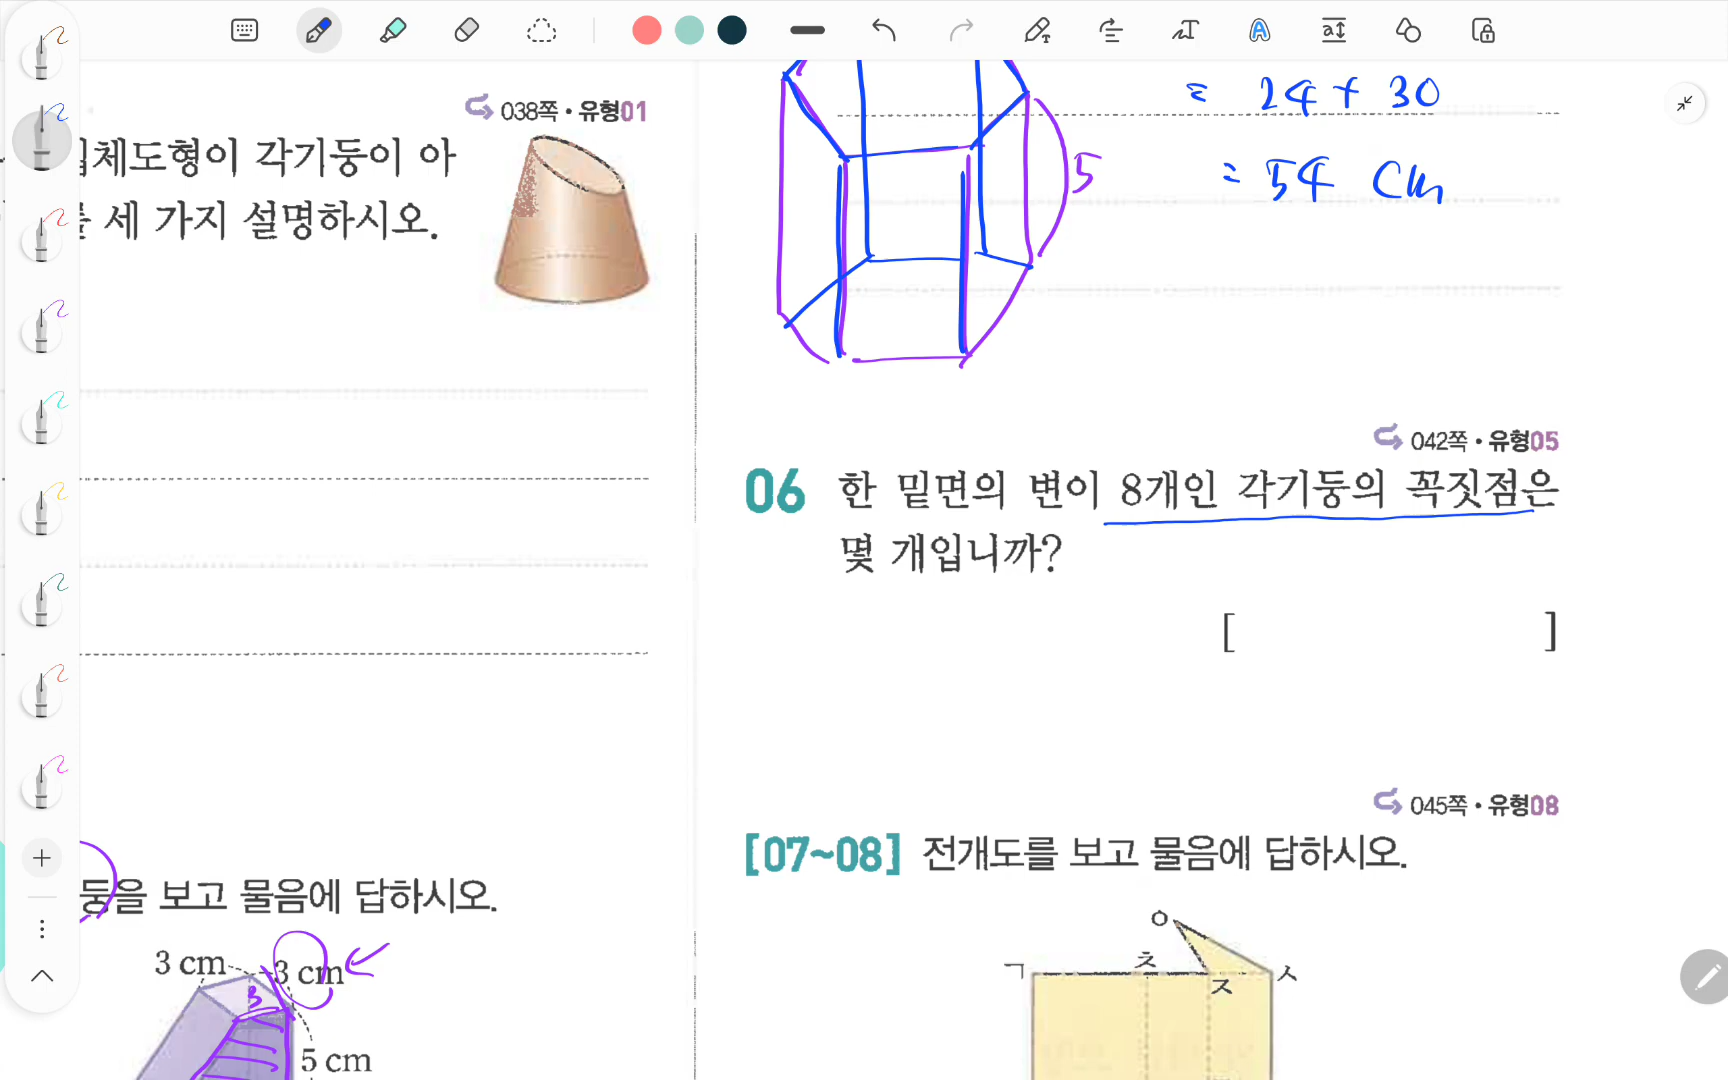 038쪽 • 유형01
입체도형이 각기둥이 아
를 세 가지 설명하시오.
둥을 보고 물음에 답하시오.
3 cm
3 cm
3
5 cm
= 24 + 30
= 54 cm
5
042쪽 • 유형05
06 한 밑면의 변이 8개인 각기둥의 꼭짓점은
몇 개입니까?
[ ]
045쪽 • 유형08
[07~08] 전개도를 보고 물음에 답하시오.
ㅇ
ㄱ ㅊ ㅈ ㅅ